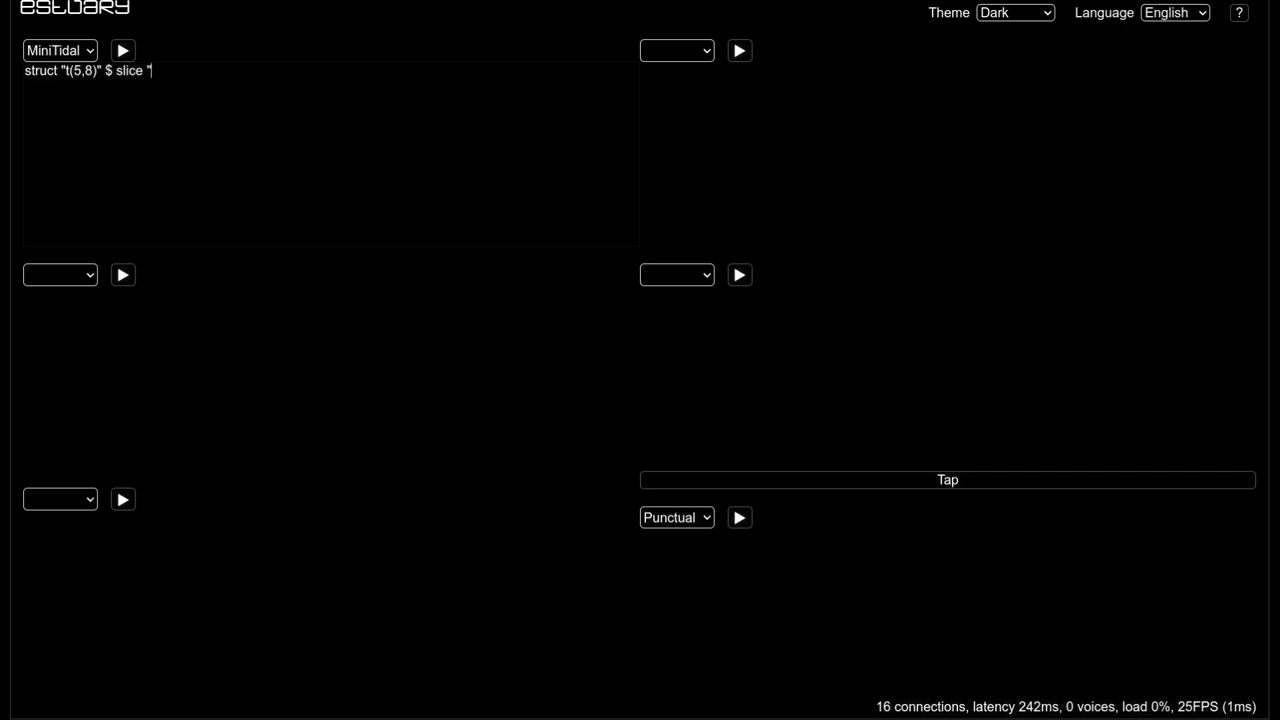 estuary
Theme Dark Language English ?
MiniTidal
struct "t(5,8)" $ slice "
Tap
Punctual
16 connections, latency 242ms, 0 voices, load 0%, 25FPS (1ms)